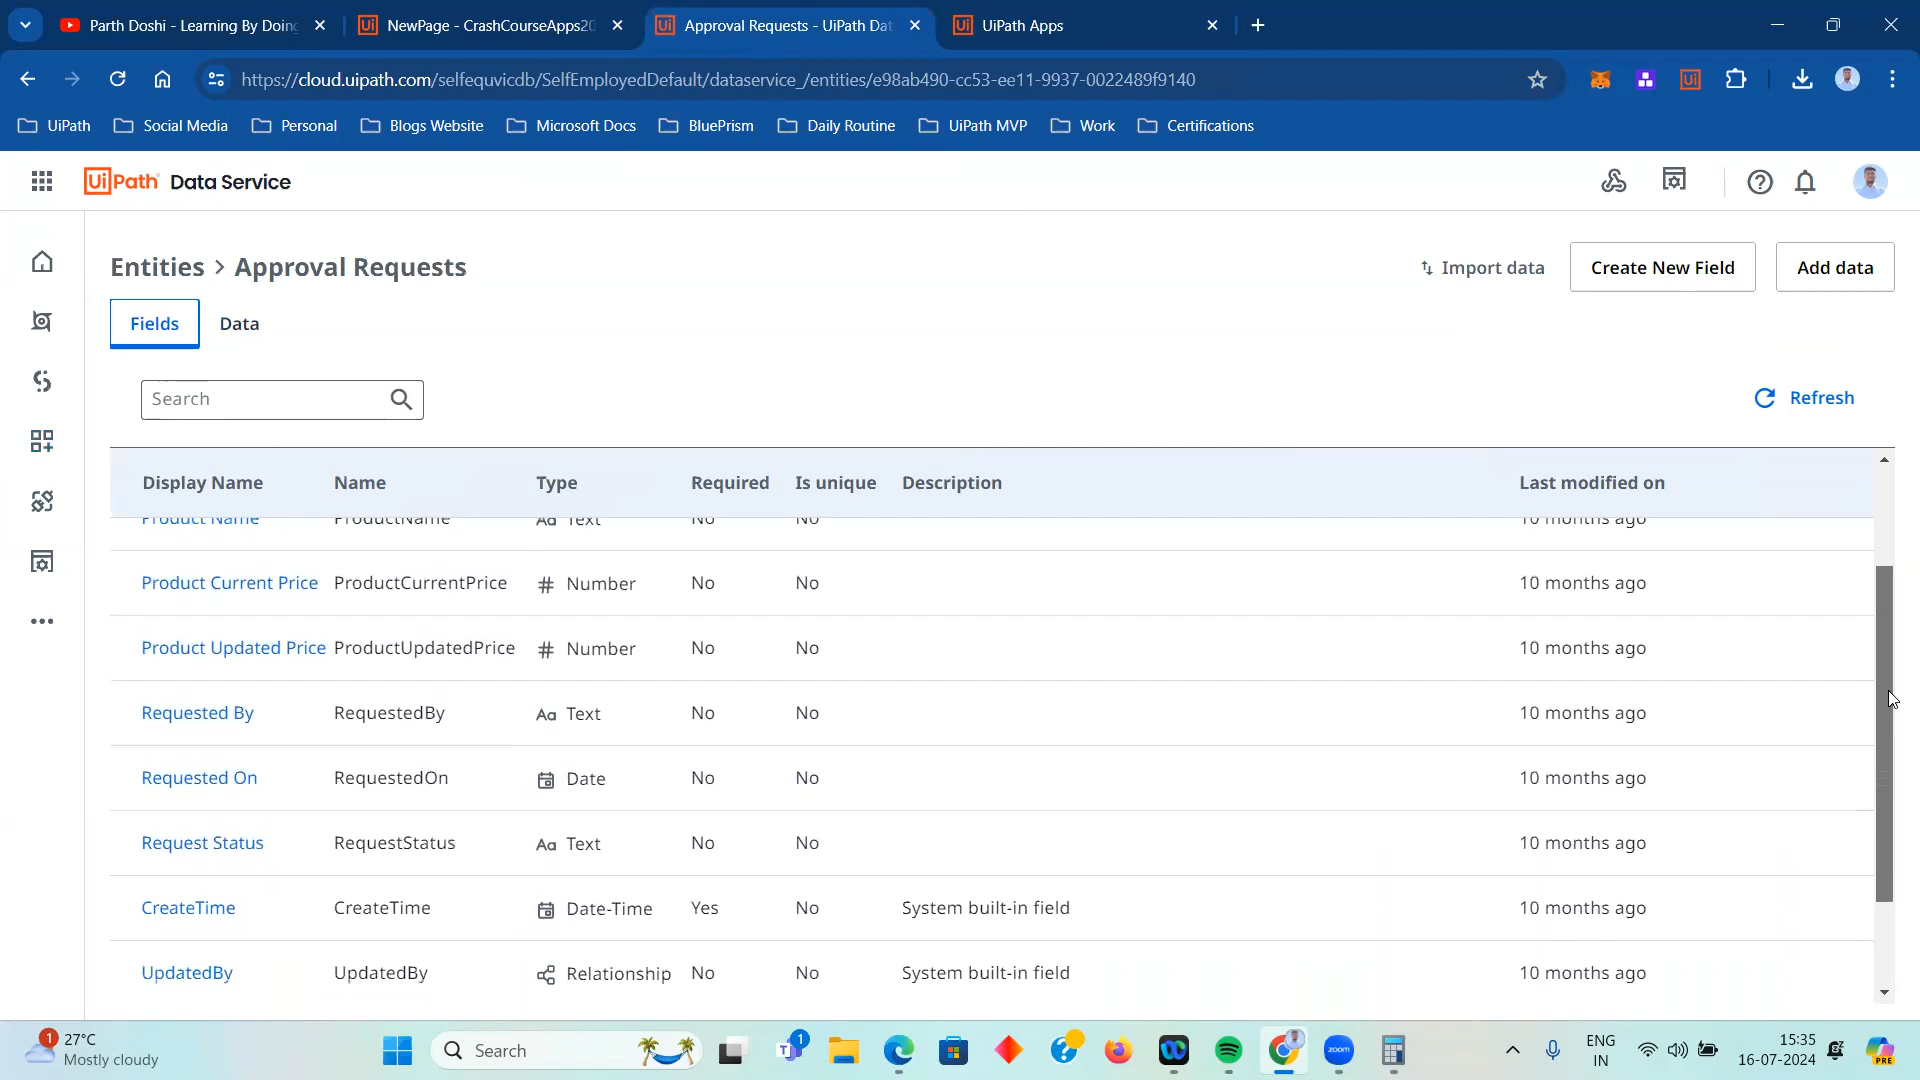 Parth Doshi - Learning By Doing
NewPage - CrashCourseApps20
Approval Requests - UiPath Dat
UiPath Apps
https://cloud.uipath.com/selfequvicdb/SelfEmployedDefault/dataservice_/entities/e98ab490-cc53-ee11-9937-0022489f9140
UiPath Social Media Personal Blogs Website Microsoft Docs BluePrism Daily Routine UiPath MVP Work Certifications
UiPath Data Service
Entities > Approval Requests
Import data
Create New Field
Add data
Fields Data
Search
Refresh
Display Name Name Type Required Is unique Description Last modified on
Product Name ProductName Aa Text No No 10 months ago
Product Current Price ProductCurrentPrice # Number No No 10 months ago
Product Updated Price ProductUpdatedPrice # Number No No 10 months ago
Requested By RequestedBy Aa Text No No 10 months ago
Requested On RequestedOn Date No No 10 months ago
Request Status RequestStatus Aa Text No No 10 months ago
CreateTime CreateTime Date-Time Yes No System built-in field 10 months ago
UpdatedBy UpdatedBy Relationship No No System built-in field 10 months ago
1
27°C
Mostly cloudy
Search
1
zoom
ENG
IN
15:35
16-07-2024
PRE